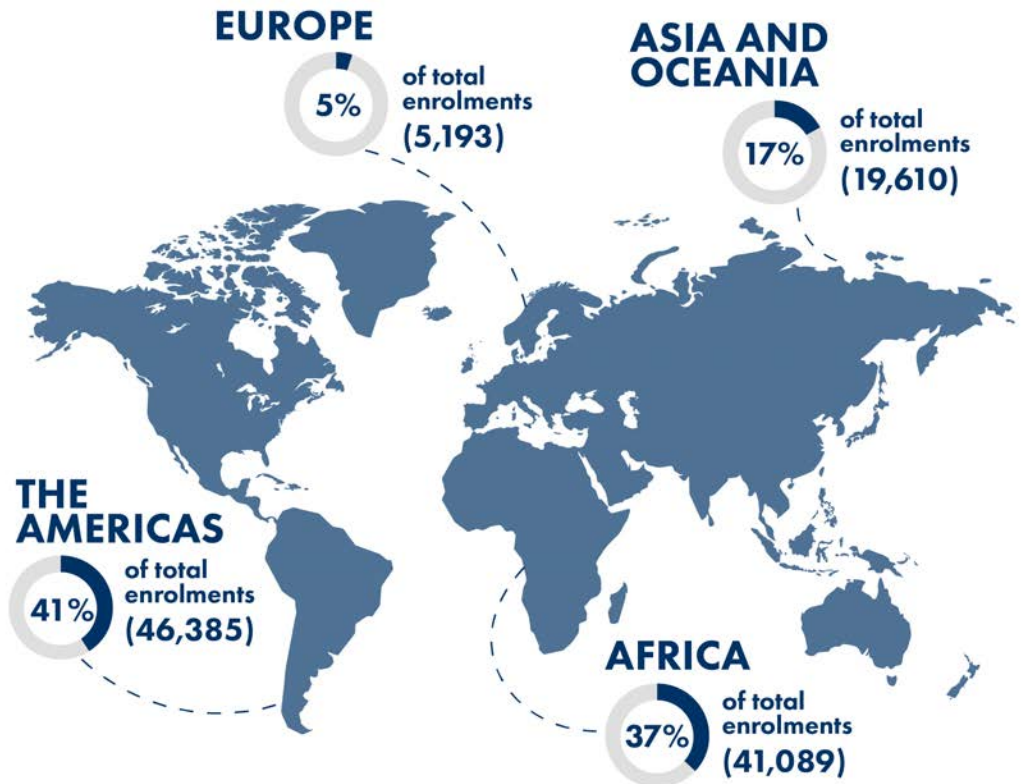 EUROPE
5%
of total
enrolments
(5,193)
ASIA AND
OCEANIA
17%
of total
enrolments
(19,610)
THE
AMERICAS
41%
of total
enrolments
(46,385)
AFRICA
37%
of total
enrolments
(41,089)